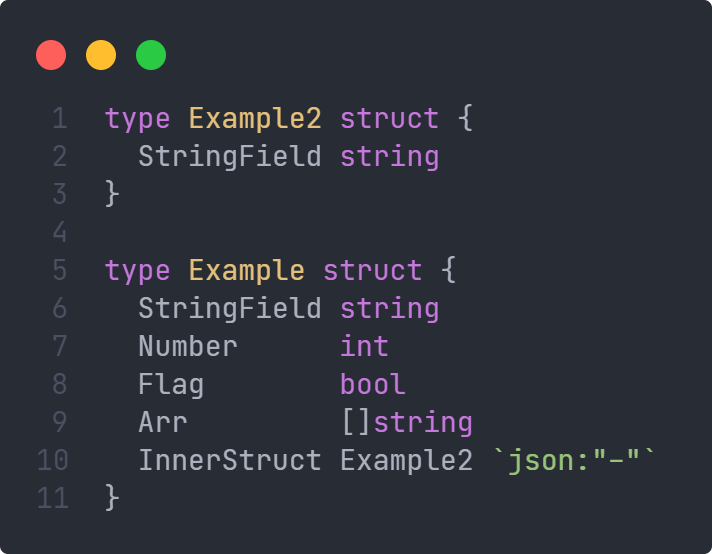 1 type Example2 struct {
2   StringField string
3 }
4
5 type Example struct {
6   StringField string
7   Number      int
8   Flag        bool
9   Arr         []string
10   InnerStruct Example2 `json:"-"`
11 }